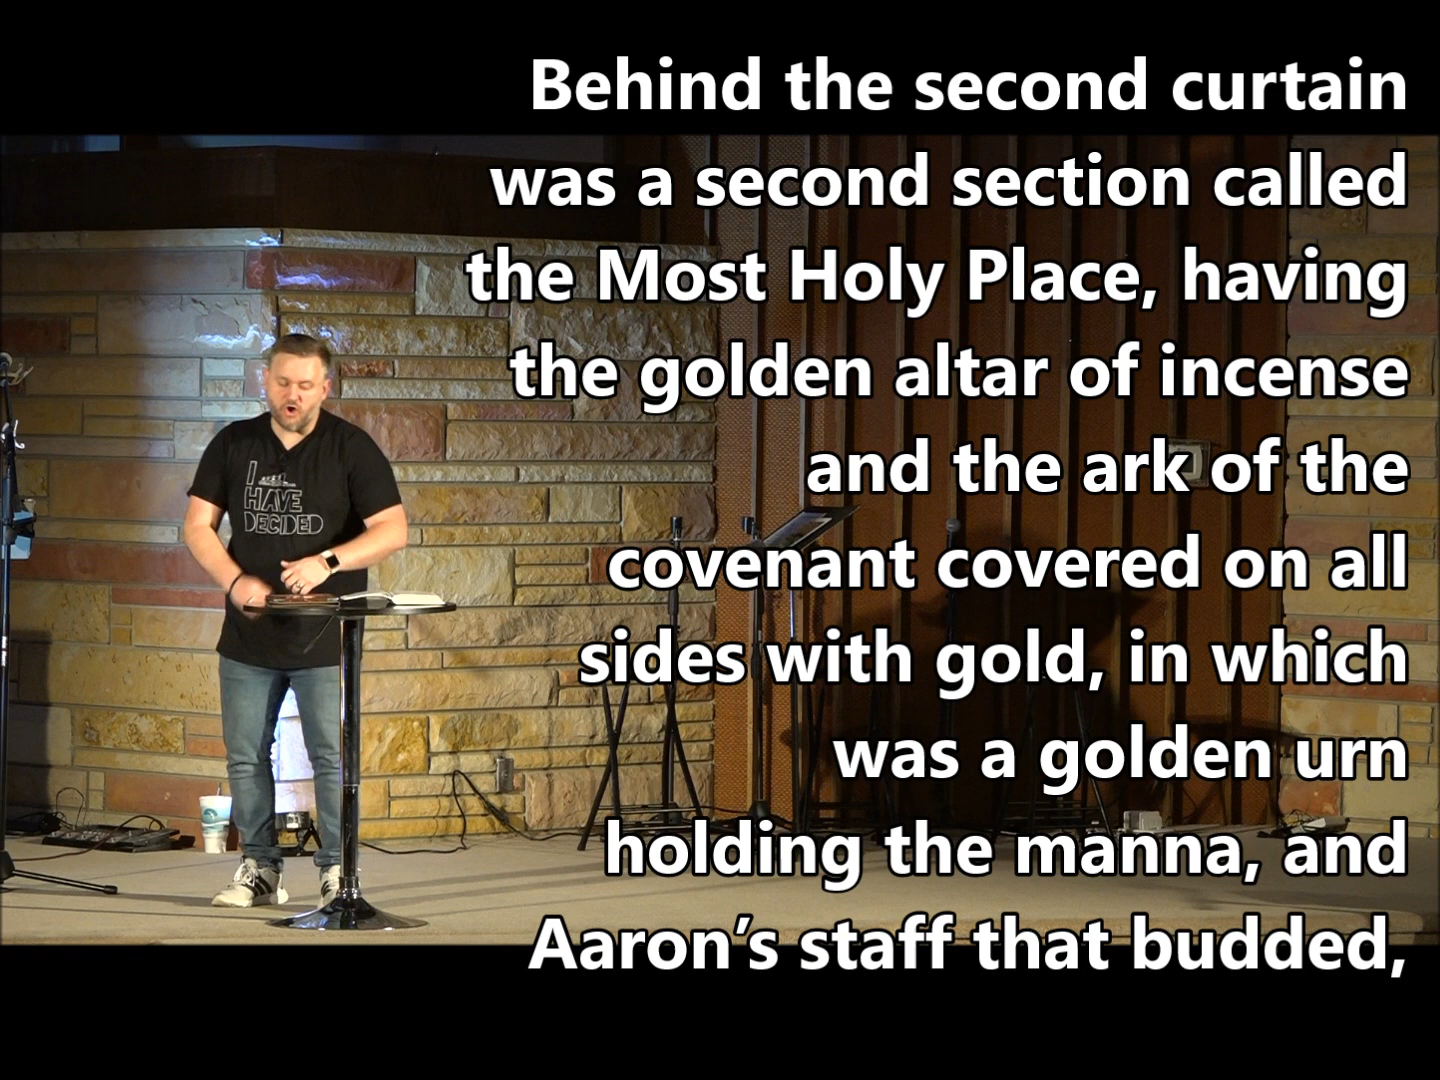 Behind the second curtain
was a second section called
the Most Holy Place, having
the golden altar of incense
and the ark of the
covenant covered on all
sides with gold, in which
was a golden urn
holding the manna, and
Aaron’s staff that budded,
I
HAVE
DECIDED